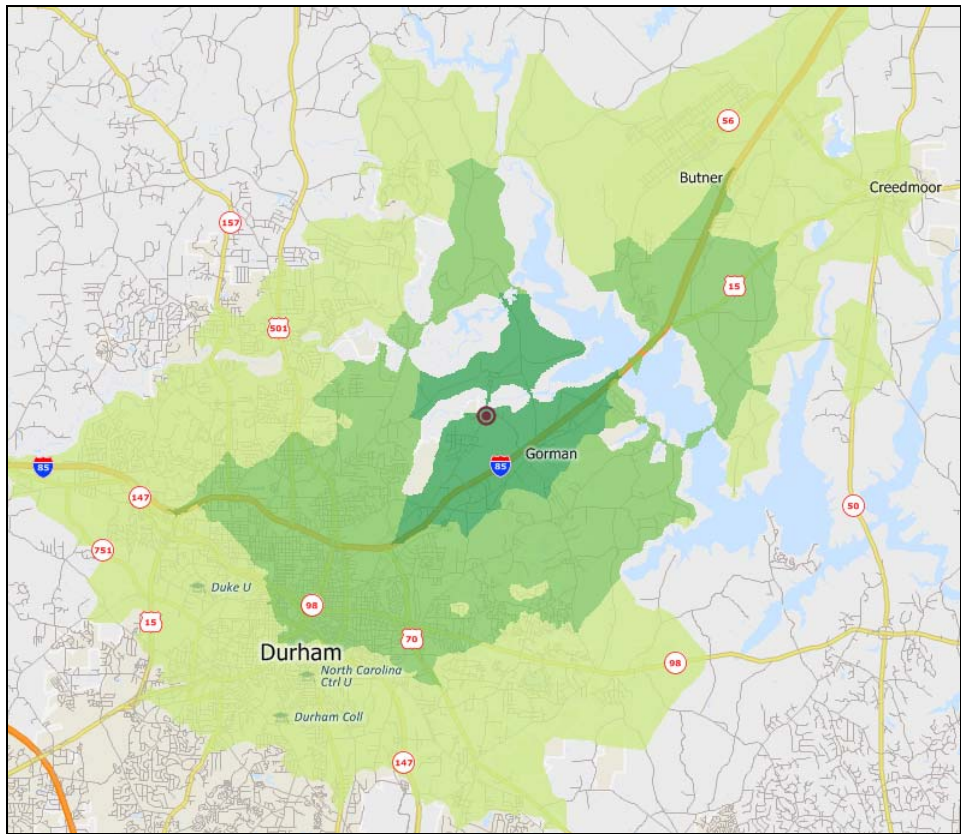 56
Butner
Creedmoor
157
15
501
Gorman
85
85
147
50
751
Duke U
98
15
70
Durham
98
North Carolina
Ctrl U
Durham Coll
147